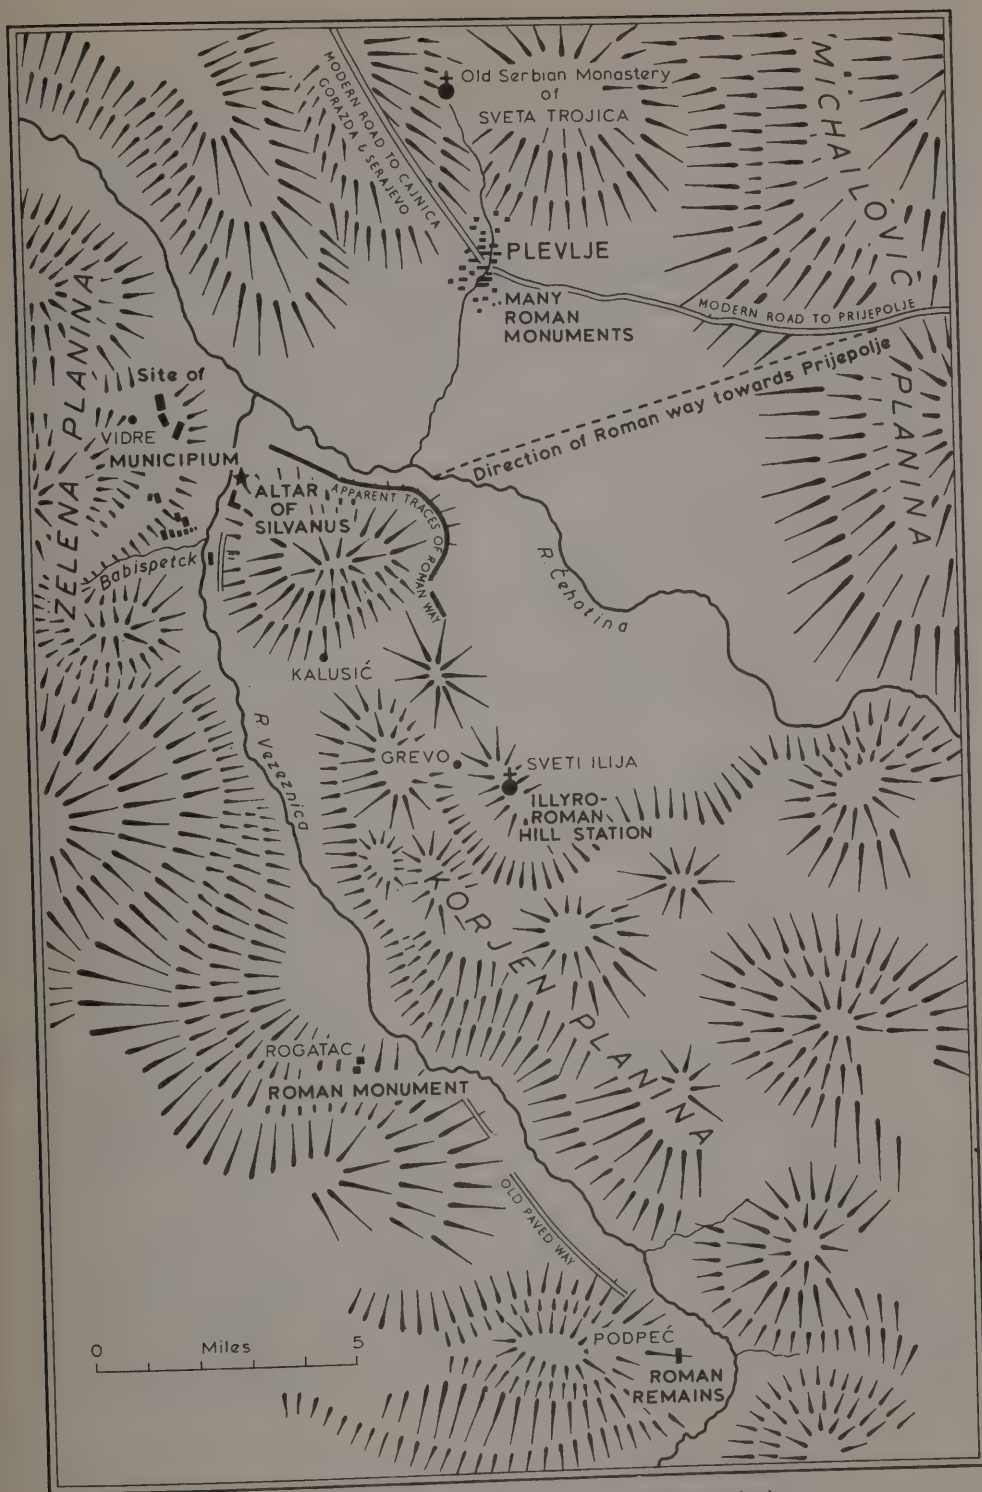 MODERN ROAD TO CAJNICA
GORAZDA & SERAJEVO
Old Serbian Monastery
of
SVETA TROJICA
MICHAILOVIĆ
PLANINA
PLEVLJE
MANY
ROMAN
MONUMENTS
MODERN ROAD TO PRIJEPOLJE
Direction of Roman way towards Prijepolje
ZELENA PLANINA
Site of
VIDRE
MUNICIPIUM
ALTAR
OF
SILVANUS
APPARENT TRACES OF ROMAN WAY
Babispetck
R. Čehotina
KALUSIĆ
R. Vezeznica
GREVO
SVETI ILIJA
ILLYRO-
ROMAN
HILL STATION
KORJEN PLANINA
ROGATAC
ROMAN MONUMENT
OLD PAVED WAY
0 Miles 5
PODPEĆ
ROMAN
REMAINS